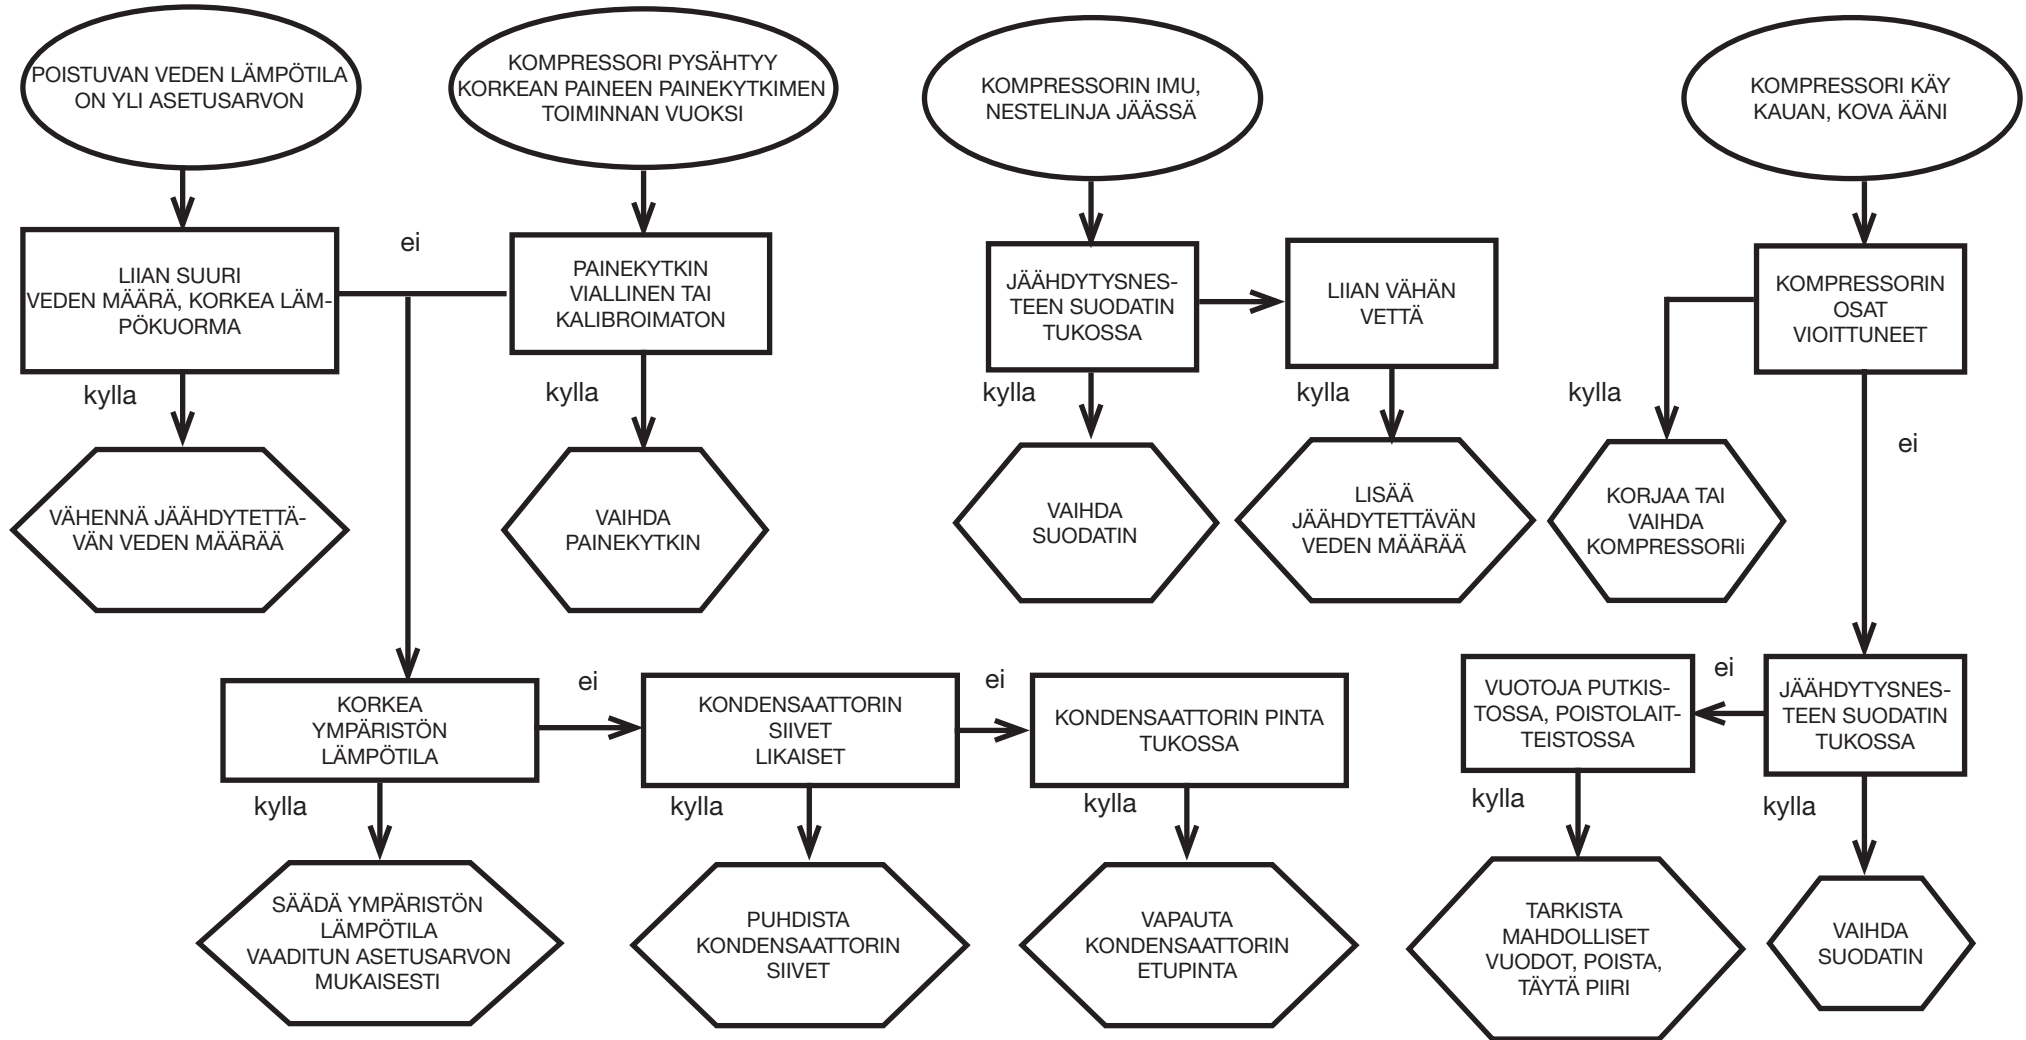 POISTUVAN VEDEN LÄMPÖTILA
ON YLI ASETUSARVON
KOMPRESSORI PYSÄHTYY
KORKEAN PAINEEN PAINEKYTKIMEN
TOIMINNAN VUOKSI
KOMPRESSORIN IMU,
NESTELINJA JÄÄSSÄ
KOMPRESSORI KÄY
KAUAN, KOVA ÄÄNI
LIIAN SUURI
VEDEN MÄÄRÄ, KORKEA LÄM-
PÖKUORMA
ei
PAINEKYTKIN
VIALLINEN TAI
KALIBROIMATON
JÄÄHDYTYSNES-
TEEN SUODATIN
TUKOSSA
LIIAN VÄHÄN
VETTÄ
KOMPRESSORIN
OSAT
VIOITTUNEET
kylla
kylla
kylla
kylla
kylla
ei
VÄHENNÄ JÄÄHDYTETTÄ-
VÄN VEDEN MÄÄRÄÄ
VAIHDA
PAINEKYTKIN
VAIHDA
SUODATIN
LISÄÄ
JÄÄHDYTETTÄVÄN
VEDEN MÄÄRÄÄ
KORJAA TAI
VAIHDA
KOMPRESSORIi
KORKEA
YMPÄRISTÖN
LÄMPÖTILA
ei
KONDENSAATTORIN
SIIVET
LIKAISET
ei
KONDENSAATTORIN PINTA
TUKOSSA
VUOTOJA PUTKIS-
TOSSA, POISTOLAIT-
TEISTOSSA
ei
JÄÄHDYTYSNES-
TEEN SUODATIN
TUKOSSA
kylla
kylla
kylla
kylla
kylla
SÄÄDÄ YMPÄRISTÖN
LÄMPÖTILA
VAADITUN ASETUSARVON
MUKAISESTI
PUHDISTA
KONDENSAATTORIN
SIIVET
VAPAUTA
KONDENSAATTORIN
ETUPINTA
TARKISTA
MAHDOLLISET
VUODOT, POISTA,
TÄYTÄ PIIRI
VAIHDA
SUODATIN